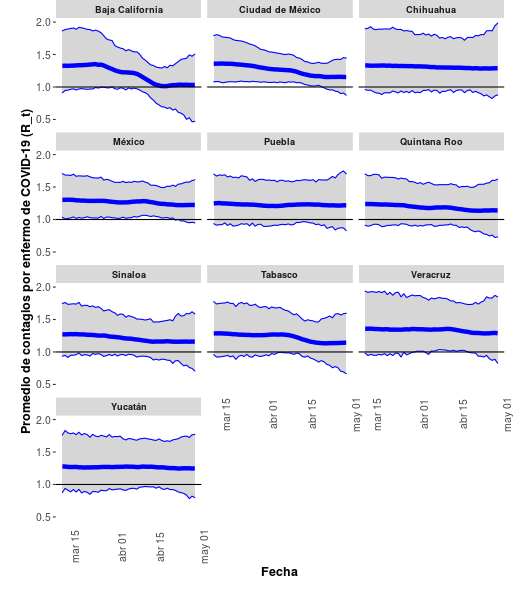 Baja California
Ciudad de México
Chihuahua
2.0
1.5
1.0
0.5
México
Puebla
Quintana Roo
2.0
1.5
1.0
0.5
Sinaloa
Tabasco
Veracruz
2.0
1.5
1.0
0.5
mar 15
abr 01
abr 15
may 01
mar 15
abr 01
abr 15
may 01
Yucatán
2.0
1.5
1.0
0.5
mar 15
abr 01
abr 15
may 01
Promedio de contagios por enfermo de COVID-19 (R_t)
Fecha